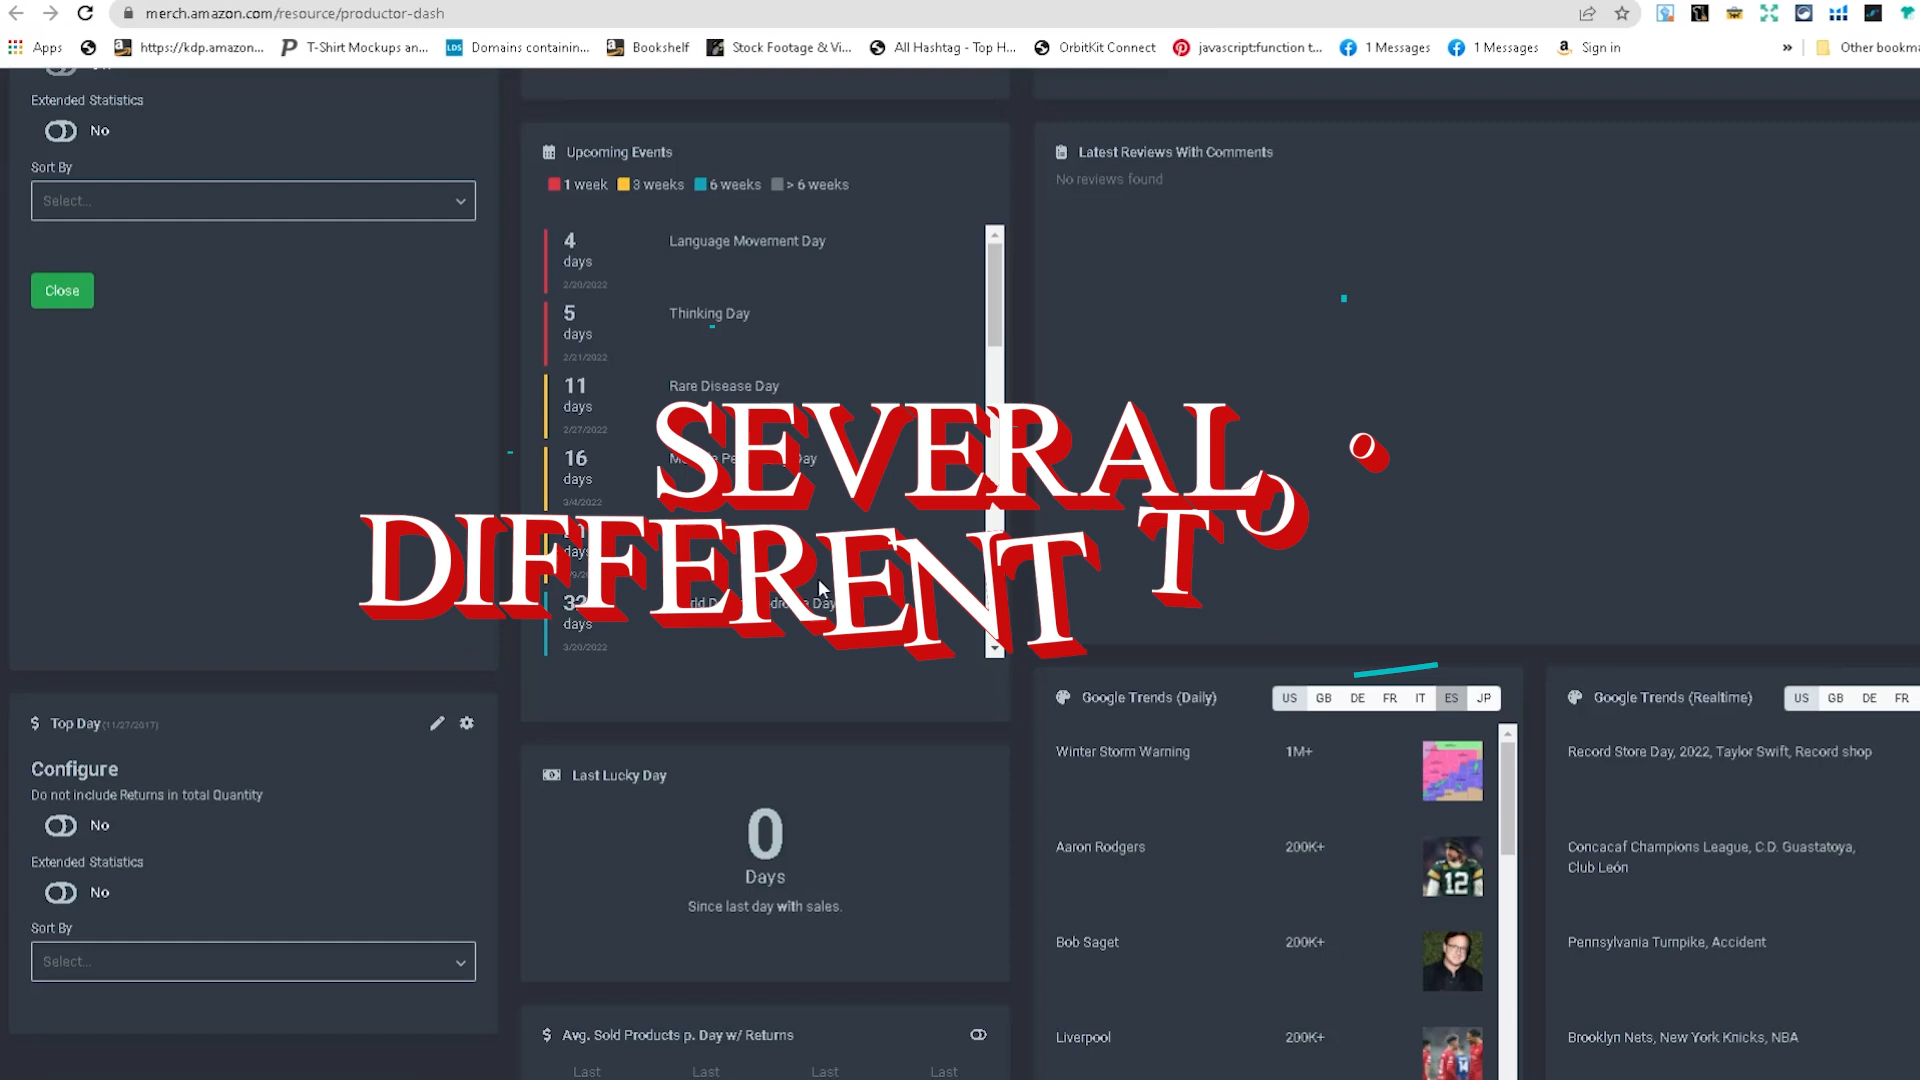 merch.amazon.com/resource/productor-dash
Apps
https://kdp.amazon...
T-Shirt Mockups an...
Domains containin...
Bookshelf
Stock Footage & Vi...
All Hashtag - Top H...
OrbitKit Connect
javascript:function t...
1 Messages
1 Messages
Sign in
»
Other bookma
Extended Statistics
No
Sort By
Select...
Close
Upcoming Events
1 week 3 weeks 6 weeks > 6 weeks
4 days Language Movement Day
2/20/2022
5 days Thinking Day
2/21/2022
11 days Rare Disease Day
2/27/2022
16 days
3/4/2022
days
days
3/20/2022
Latest Reviews With Comments
No reviews found
SEVERAL
DIFFERENT T O O
$ Top Day (11/27/2017)
Configure
Do not include Returns in total Quantity
No
Extended Statistics
No
Sort By
Select...
Last Lucky Day
0
Days
Since last day with sales.
$ Avg. Sold Products p. Day w/ Returns
Last Last Last Last
Google Trends (Daily) US GB DE FR IT ES JP
Winter Storm Warning 1M+
Aaron Rodgers 200K+
12
Bob Saget 200K+
Liverpool 200K+
Google Trends (Realtime) US GB DE FR
Record Store Day, 2022, Taylor Swift, Record shop
Concacaf Champions League, C.D. Guastatoya,
Club León
Pennsylvania Turnpike, Accident
Brooklyn Nets, New York Knicks, NBA